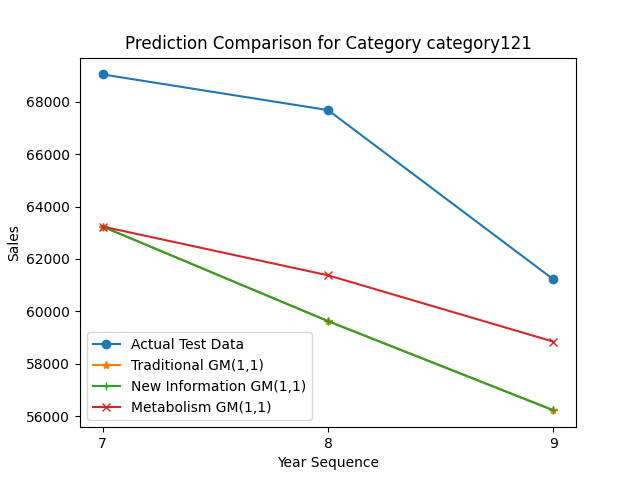 Prediction Comparison for Category category121
Sales
68000
66000
64000
62000
60000
58000
56000
Actual Test Data
Traditional GM(1,1)
New Information GM(1,1)
Metabolism GM(1,1)
7
8
9
Year Sequence